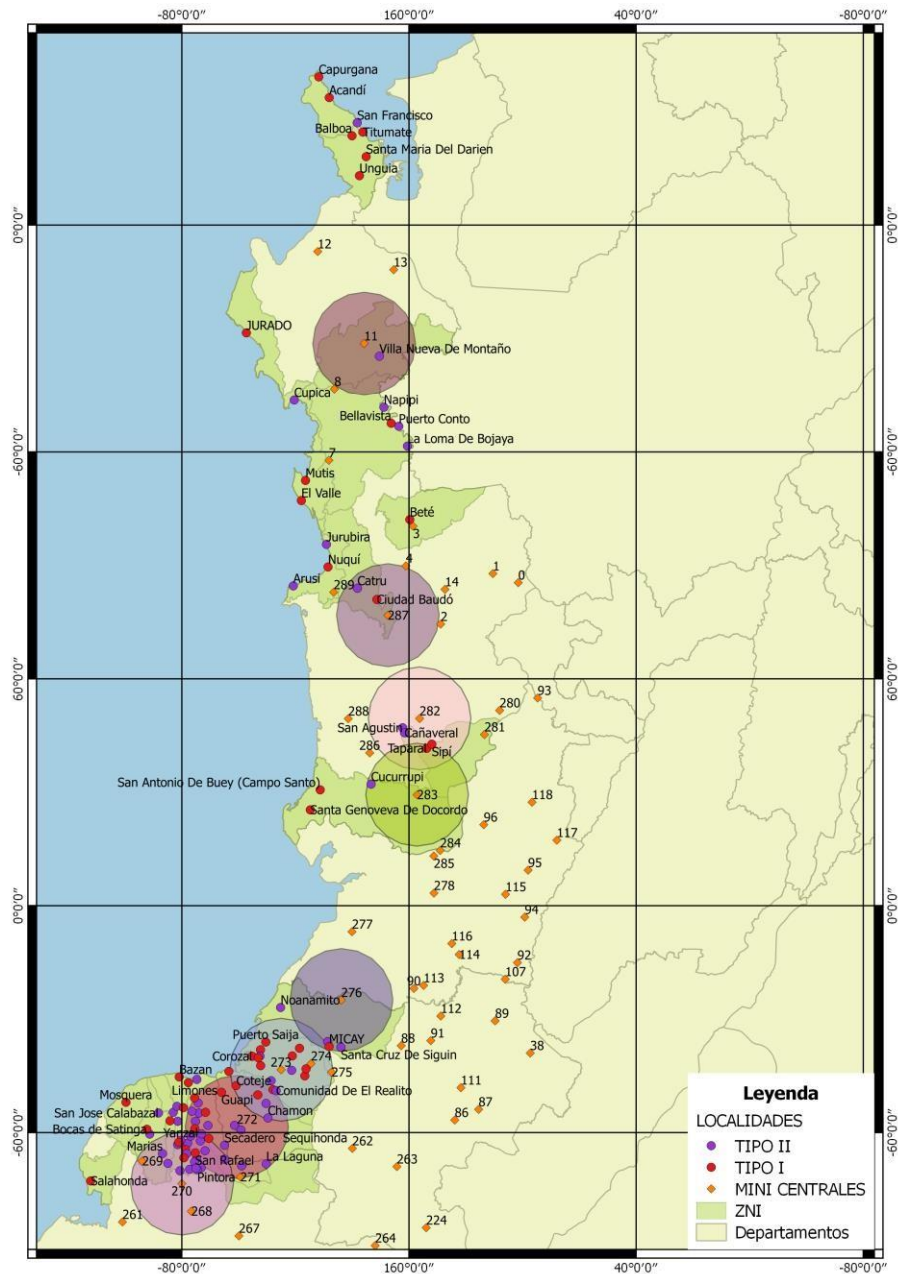 -80°0'0" 160°0'0" 40°0'0" -80°0'0"
Capurgana
Acandí
San Francisco
Balboa
Titumate
Santa Maria Del Darien
Unguia
0°0'0" 0°0'0"
12
13
JURADO
11
Villa Nueva De Montaño
8
Cupica
Napipi
Bellavista
Puerto Conto
La Loma De Bojaya
-60°0'0" -60°0'0"
7
Mutis
El Valle
Beté
3
Jurubira
Nuquí
4
1
0
Arusí
289
Catru
14
Ciudad Baudó
287
2
60°0'0" 60°0'0"
93
288
282
280
San Agustin
Cañaveral
281
286
Taparal
Sipí
Cucurrupi
San Antonio De Buey (Campo Santo)
283
118
Santa Genoveva De Docordo
96
117
284
285
95
278
115
0°0'0" 0°0'0"
94
277
116
114
92
107
276
90
113
Noanamito
112
89
Puerto Saija
MICAY
88
91
38
Santa Cruz De Siguin
Corozal
273
274
275
Bazan
Coteje
Limones
Comunidad De El Realito
111
Mosquera
Guapi
87
San Jose Calabazal
Chamon
86
Bocas de Satinga
272
-60°0'0" -60°0'0"
Yanzal
Secadero
Sequihonda
Marias
262
269
San Rafael
La Laguna
263
Salahonda
Pintora
271
270
268
261
267
224
264
Leyenda
LOCALIDADES
TIPO II
TIPO I
MINI CENTRALES
ZNI
Departamentos
-80°0'0" 160°0'0" 40°0'0" -80°0'0"